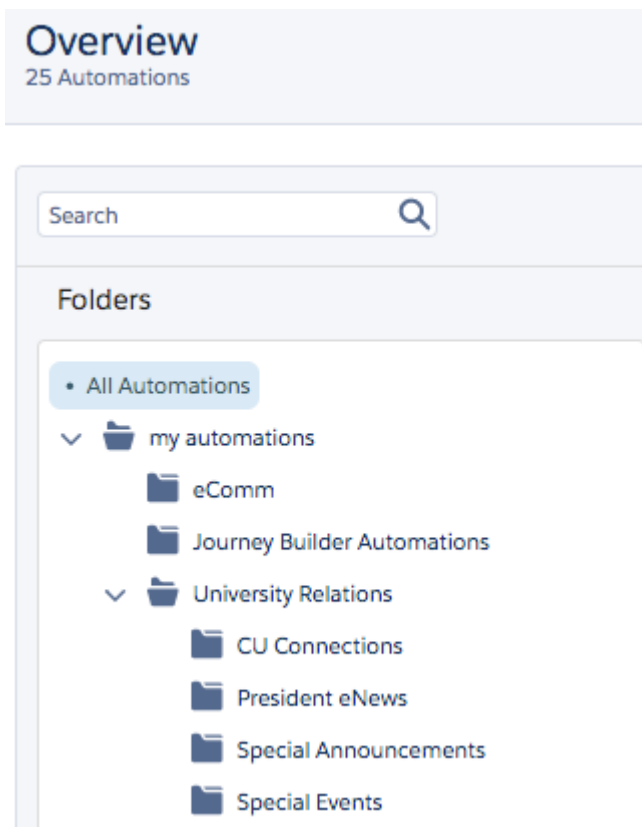 Overview
25 Automations
Search
Folders
• All Automations
my automations
eComm
Journey Builder Automations
University Relations
CU Connections
President eNews
Special Announcements
Special Events